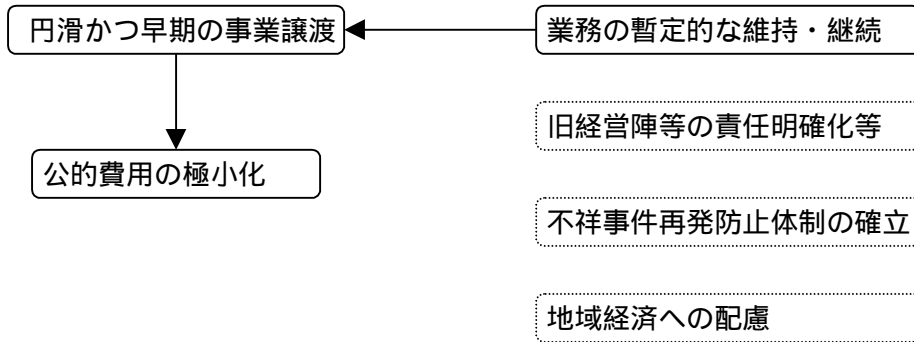 円滑かつ早期の事業譲渡
業務の暫定的な維持・継続
旧経営陣等の責任明確化等
公的費用の極小化
不祥事件再発防止体制の確立
地域経済への配慮